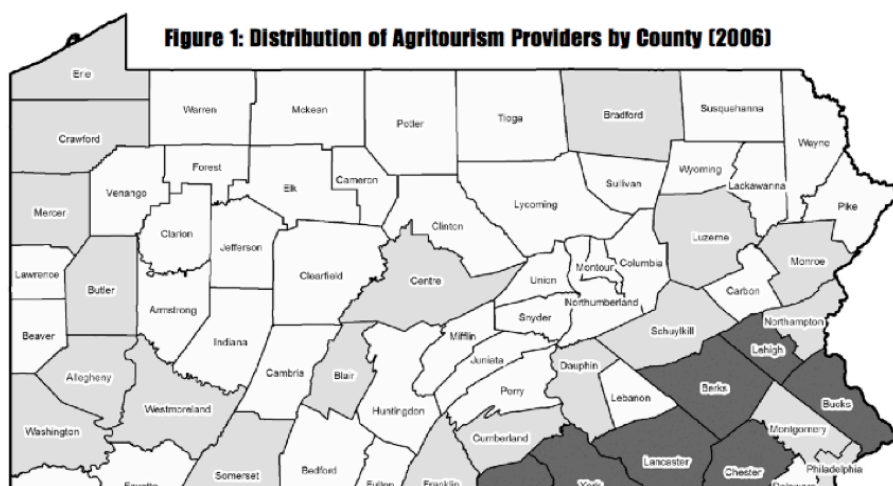 Figure 1: Distribution of Agritourism Providers by County (2006)
Erie
Warren
Mckean
Potter
Tioga
Bradford
Susquehanna
Wayne
Crawford
Forest
Elk
Cameron
Sullivan
Wyoming
Lackawanna
Venango
Lycoming
Pike
Mercer
Clarion
Clinton
Luzerne
Jefferson
Columbia
Monroe
Lawrence
Clearfield
Centre
Union
Montour
Butler
Carbon
Armstrong
Northumberland
Snyder
Northampton
Beaver
Indiana
Mifflin
Schuylkill
Lehigh
Juniata
Dauphin
Allegheny
Cambria
Blair
Perry
Berks
Westmoreland
Huntingdon
Lebanon
Bucks
Washington
Cumberland
Montgomery
Somerset
Bedford
Lancaster
Chester
Philadelphia